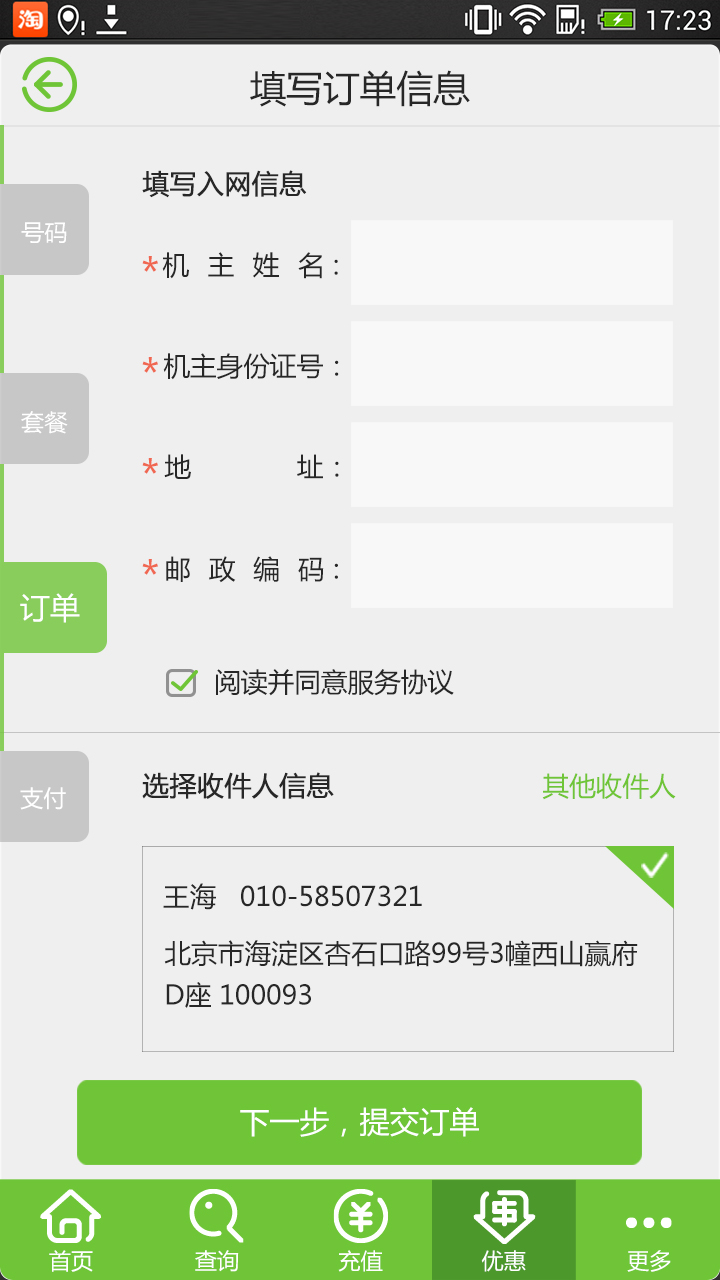 淘 17:23
填写订单信息
填写入网信息
号码
*机主姓名:
*机主身份证号:
套餐
*地址:
*邮政编码:
订单
阅读并同意服务协议
支付
选择收件人信息 其他收件人
王海 010-58507321
北京市海淀区杏石口路99号3幢西山赢府
D座 100093
下一步，提交订单
首页 查询 充值 优惠 更多